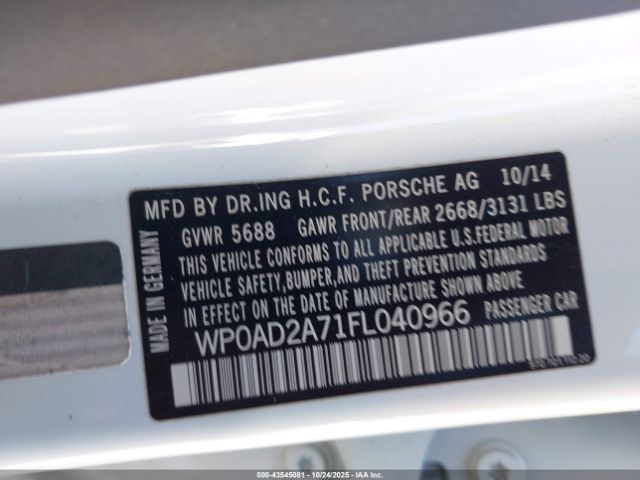 MFD BY DR.ING H.C.F. PORSCHE AG 10/14
GVWR 5688 GAWR FRONT/REAR 2668/3131 LBS
THIS VEHICLE CONFORMS TO ALL APPLICABLE U.S.FEDERAL MOTOR
VEHICLE SAFETY,BUMPER,AND THEFT PREVENTION STANDARDS
IN EFFECT ON THE DATE OF MANUFACTURE SHOWN ABOVE
WP0AD2A71FL040966 PASSENGER CAR
MADE IN GERMANY
000-43545081 - 10/24/2025 - IAAI.COM